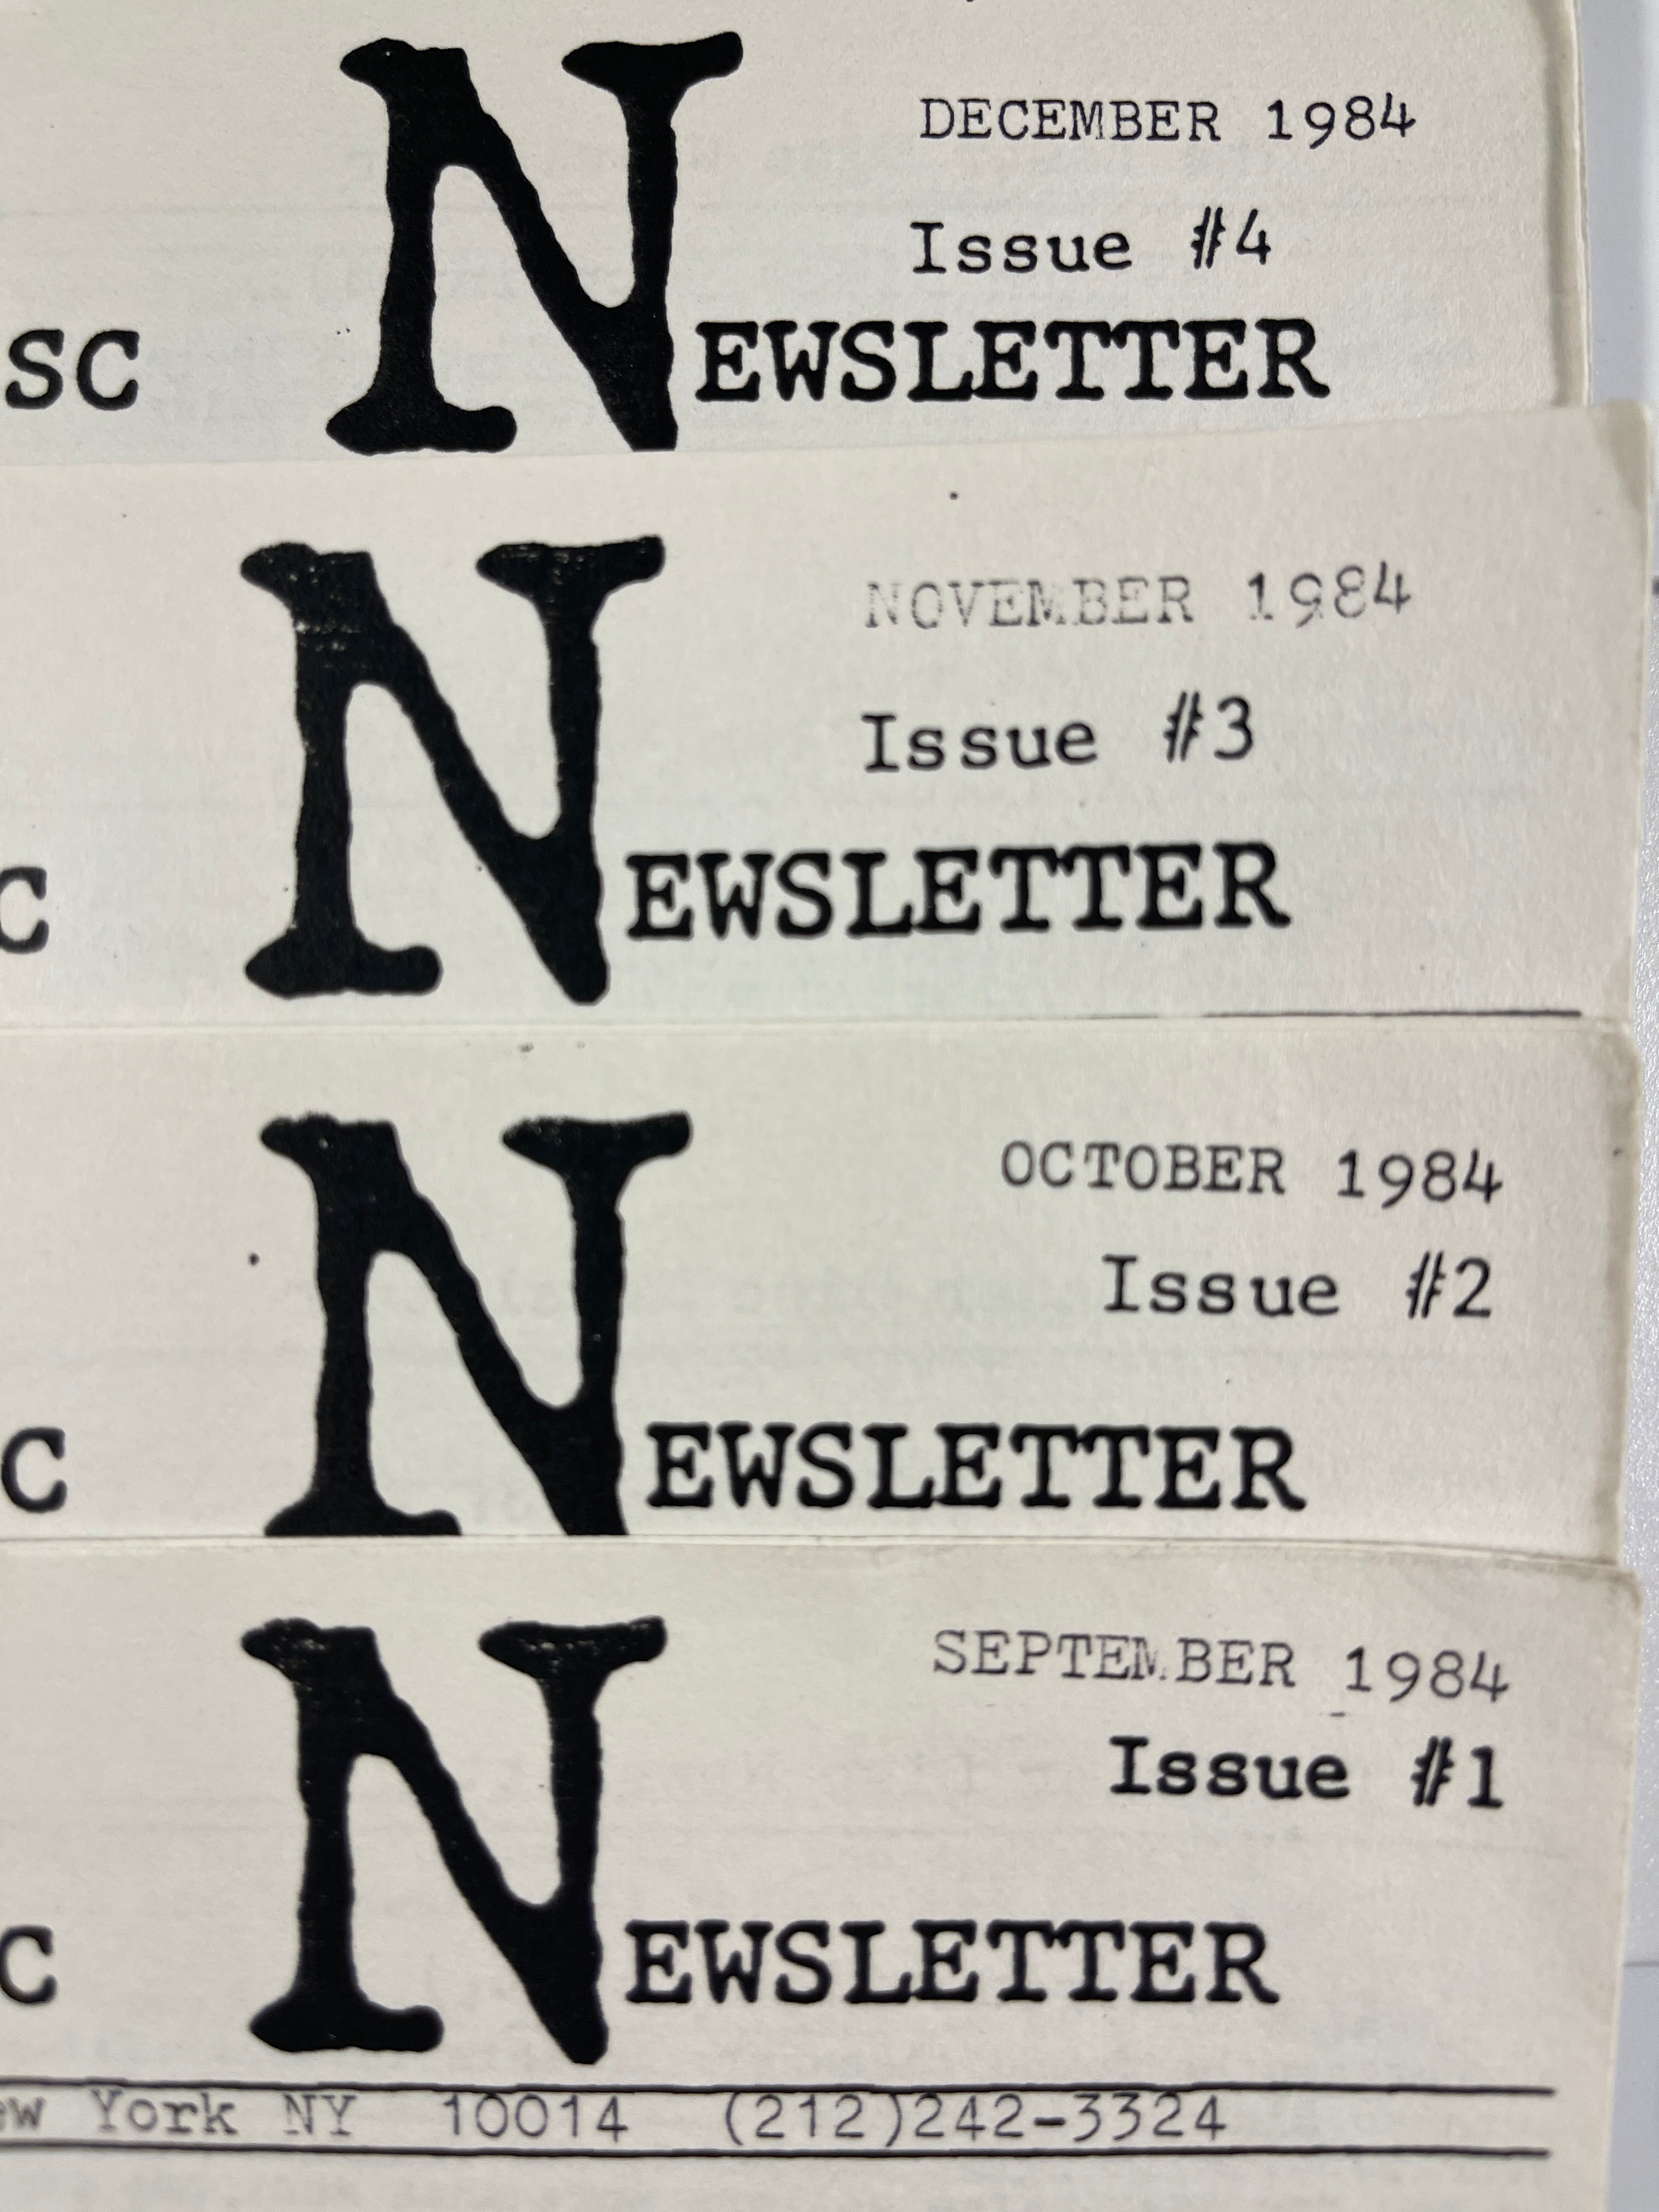 DECEMBER 1984
Issue #4
SC NEWSLETTER
NOVEMBER 1984
Issue #3
C NEWSLETTER
OCTOBER 1984
Issue #2
C NEWSLETTER
SEPTEMBER 1984
Issue #1
C NEWSLETTER
ew York NY 10014 (212)242-3324